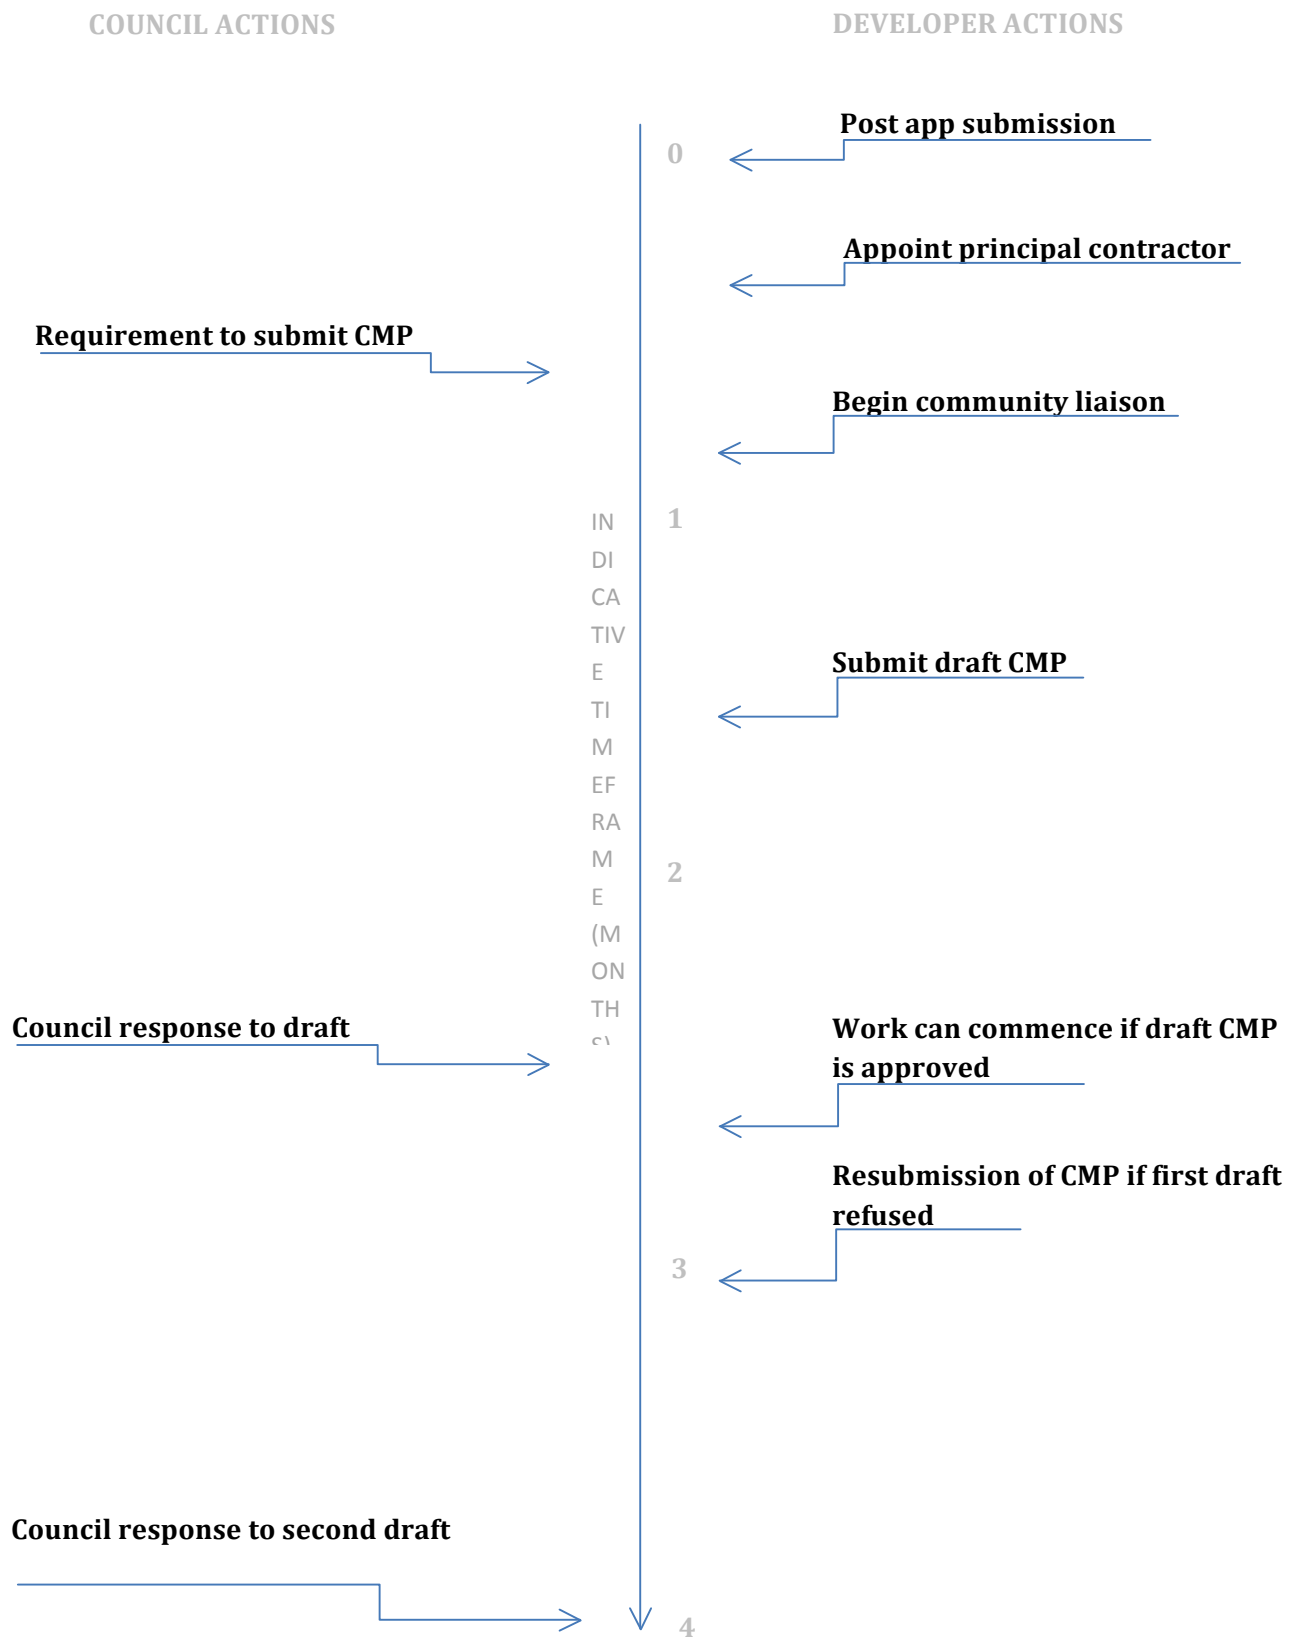 COUNCIL ACTIONS
DEVELOPER ACTIONS
Post app submission
0
Appoint principal contractor
Requirement to submit CMP
Begin community liaison
1
IN
DI
CA
TIV
E
TI
M
EF
RA
M
E
(M
ON
TH
S)
Submit draft CMP
2
Council response to draft
Work can commence if draft CMP
is approved
Resubmission of CMP if first draft
refused
3
Council response to second draft
4